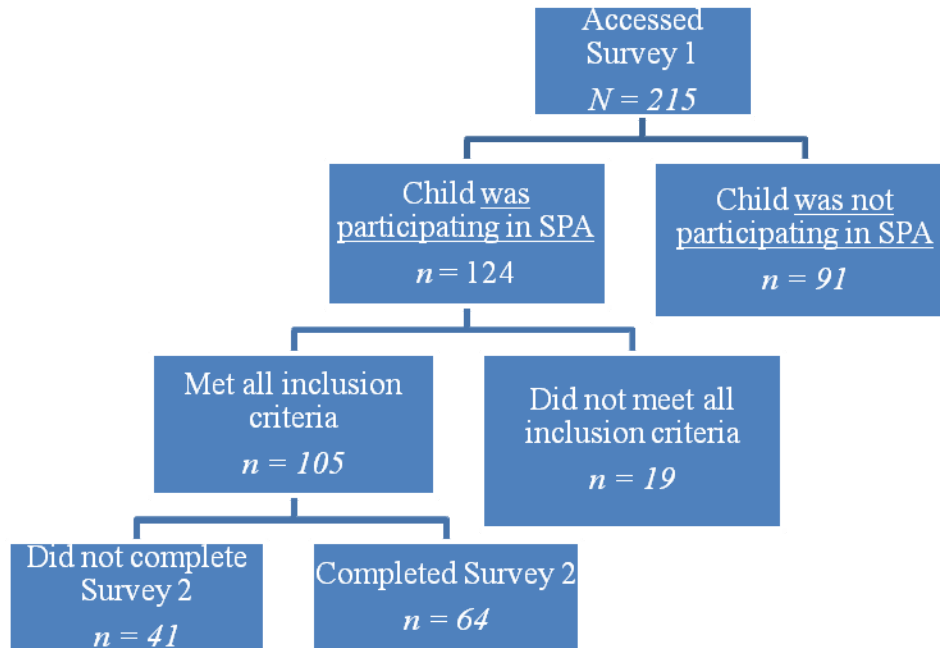 Accessed
Survey 1
N = 215
Child was
participating in SPA
n = 124
Child was not
participating in SPA
n = 91
Met all inclusion
criteria
n = 105
Did not meet all
inclusion criteria
n = 19
Did not complete
Survey 2
n = 41
Completed Survey 2
n = 64